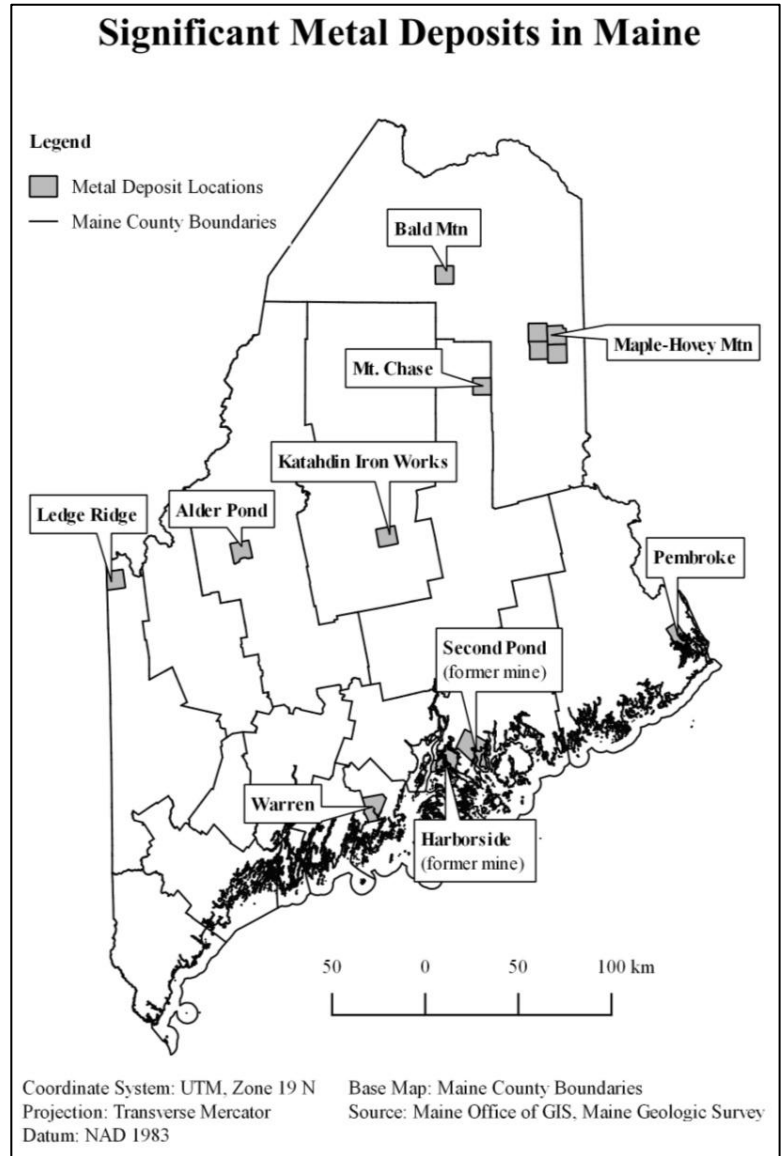 Significant Metal Deposits in Maine
Legend
Metal Deposit Locations
Maine County Boundaries
Bald Mtn
Maple-Hovey Mtn
Mt. Chase
Katahdin Iron Works
Alder Pond
Ledge Ridge
Pembroke
Second Pond
(former mine)
Warren
Harborside
(former mine)
50 0 50 100 km
Coordinate System: UTM, Zone 19 N
Projection: Transverse Mercator
Datum: NAD 1983
Base Map: Maine County Boundaries
Source: Maine Office of GIS, Maine Geologic Survey